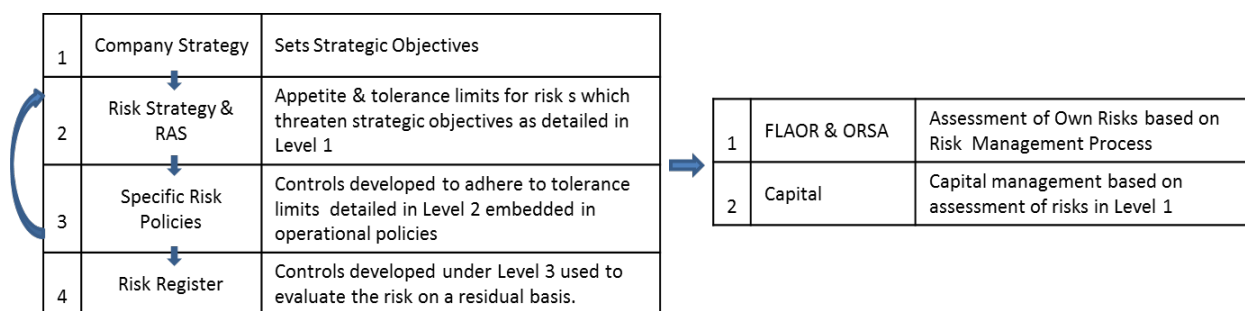 1
Company Strategy
Sets Strategic Objectives
2
Risk Strategy &
RAS
Appetite & tolerance limits for risk s which
threaten strategic objectives as detailed in
Level 1
3
Specific Risk
Policies
Controls developed to adhere to tolerance
limits detailed in Level 2 embedded in
operational policies
4
Risk Register
Controls developed under Level 3 used to
evaluate the risk on a residual basis.
1
FLAOR & ORSA
Assessment of Own Risks based on
Risk Management Process
2
Capital
Capital management based on
assessment of risks in Level 1